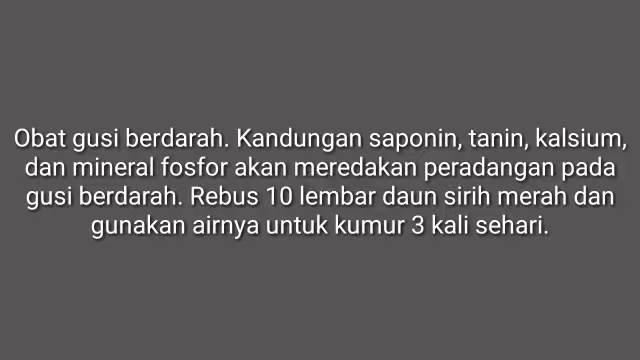 Obat gusi berdarah. Kandungan saponin, tanin, kalsium,
dan mineral fosfor akan meredakan peradangan pada
gusi berdarah. Rebus 10 lembar daun sirih merah dan
gunakan airnya untuk kumur 3 kali sehari.